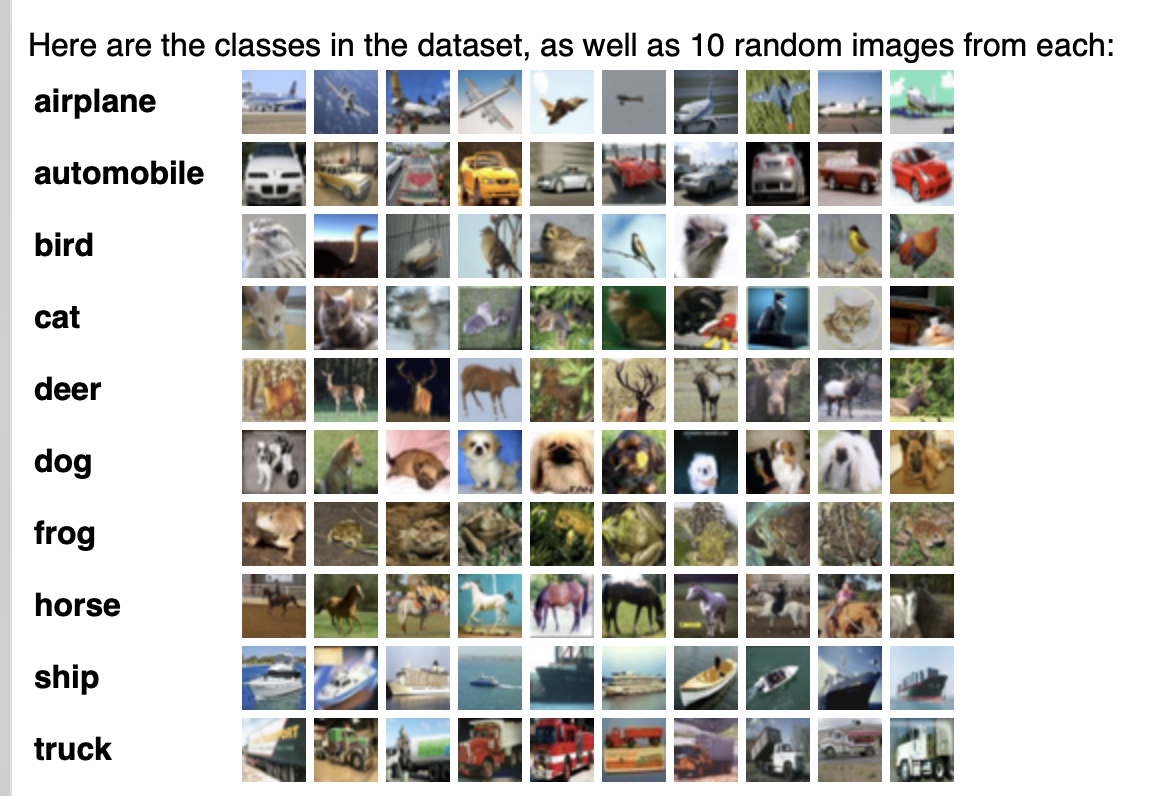 Here are the classes in the dataset, as well as 10 random images from each:
airplane
automobile
bird
cat
deer
dog
frog
horse
ship
truck